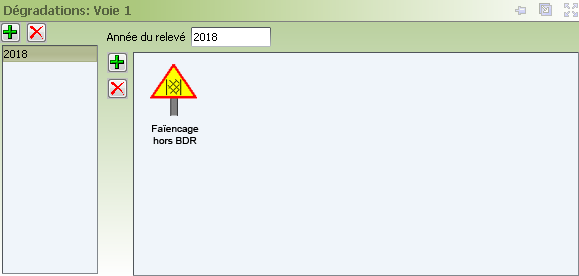 Dégradations: Voie 1
Année du relevé 2018
2018
Faïencage
hors BDR